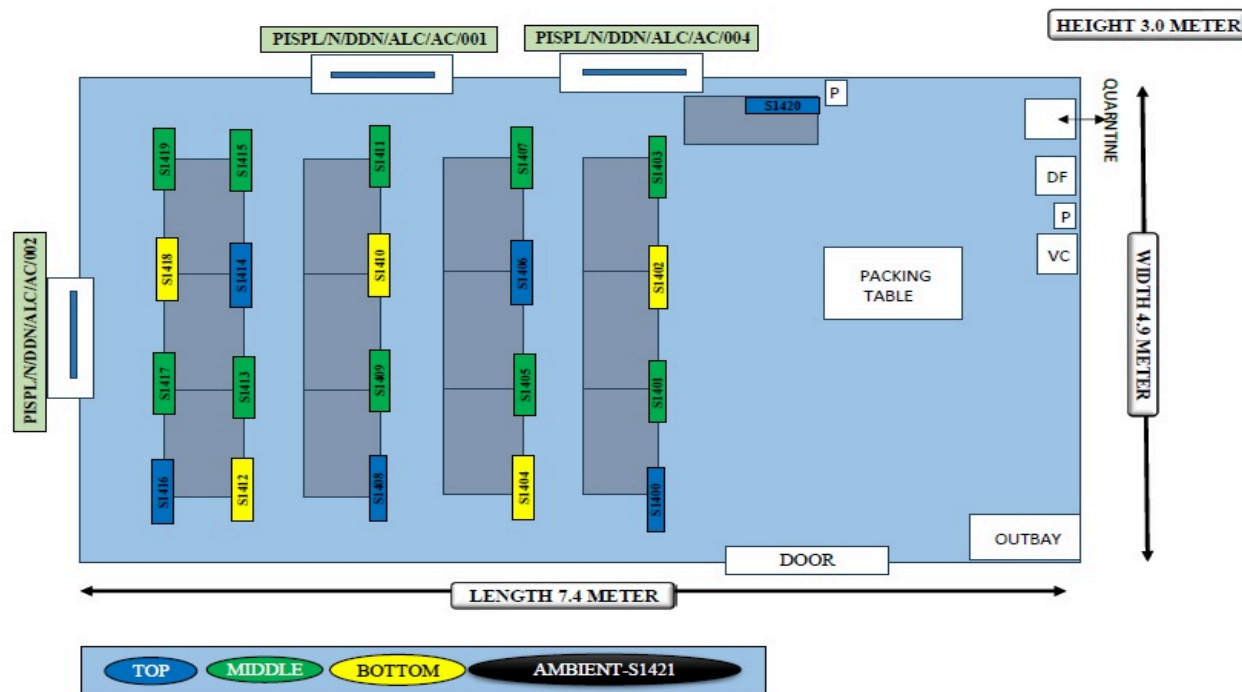 HEIGHT 3.0 METER
PISPL/N/DDN/ALC/AC/001
PISPL/N/DDN/ALC/AC/004
S1420
P
QUARNTINE
S1419
S1415
S1411
S1407
S1403
DF
P
VC
S1418
S1414
S1410
S1406
S1402
PISPL/N/DDN/ALC/AC/002
PACKING
TABLE
WIDTH 4.9 METER
S1417
S1413
S1409
S1405
S1401
S1416
S1412
S1408
S1404
S1400
OUTBAY
DOOR
LENGTH 7.4 METER
TOP
MIDDLE
BOTTOM
AMBIENT-S1421